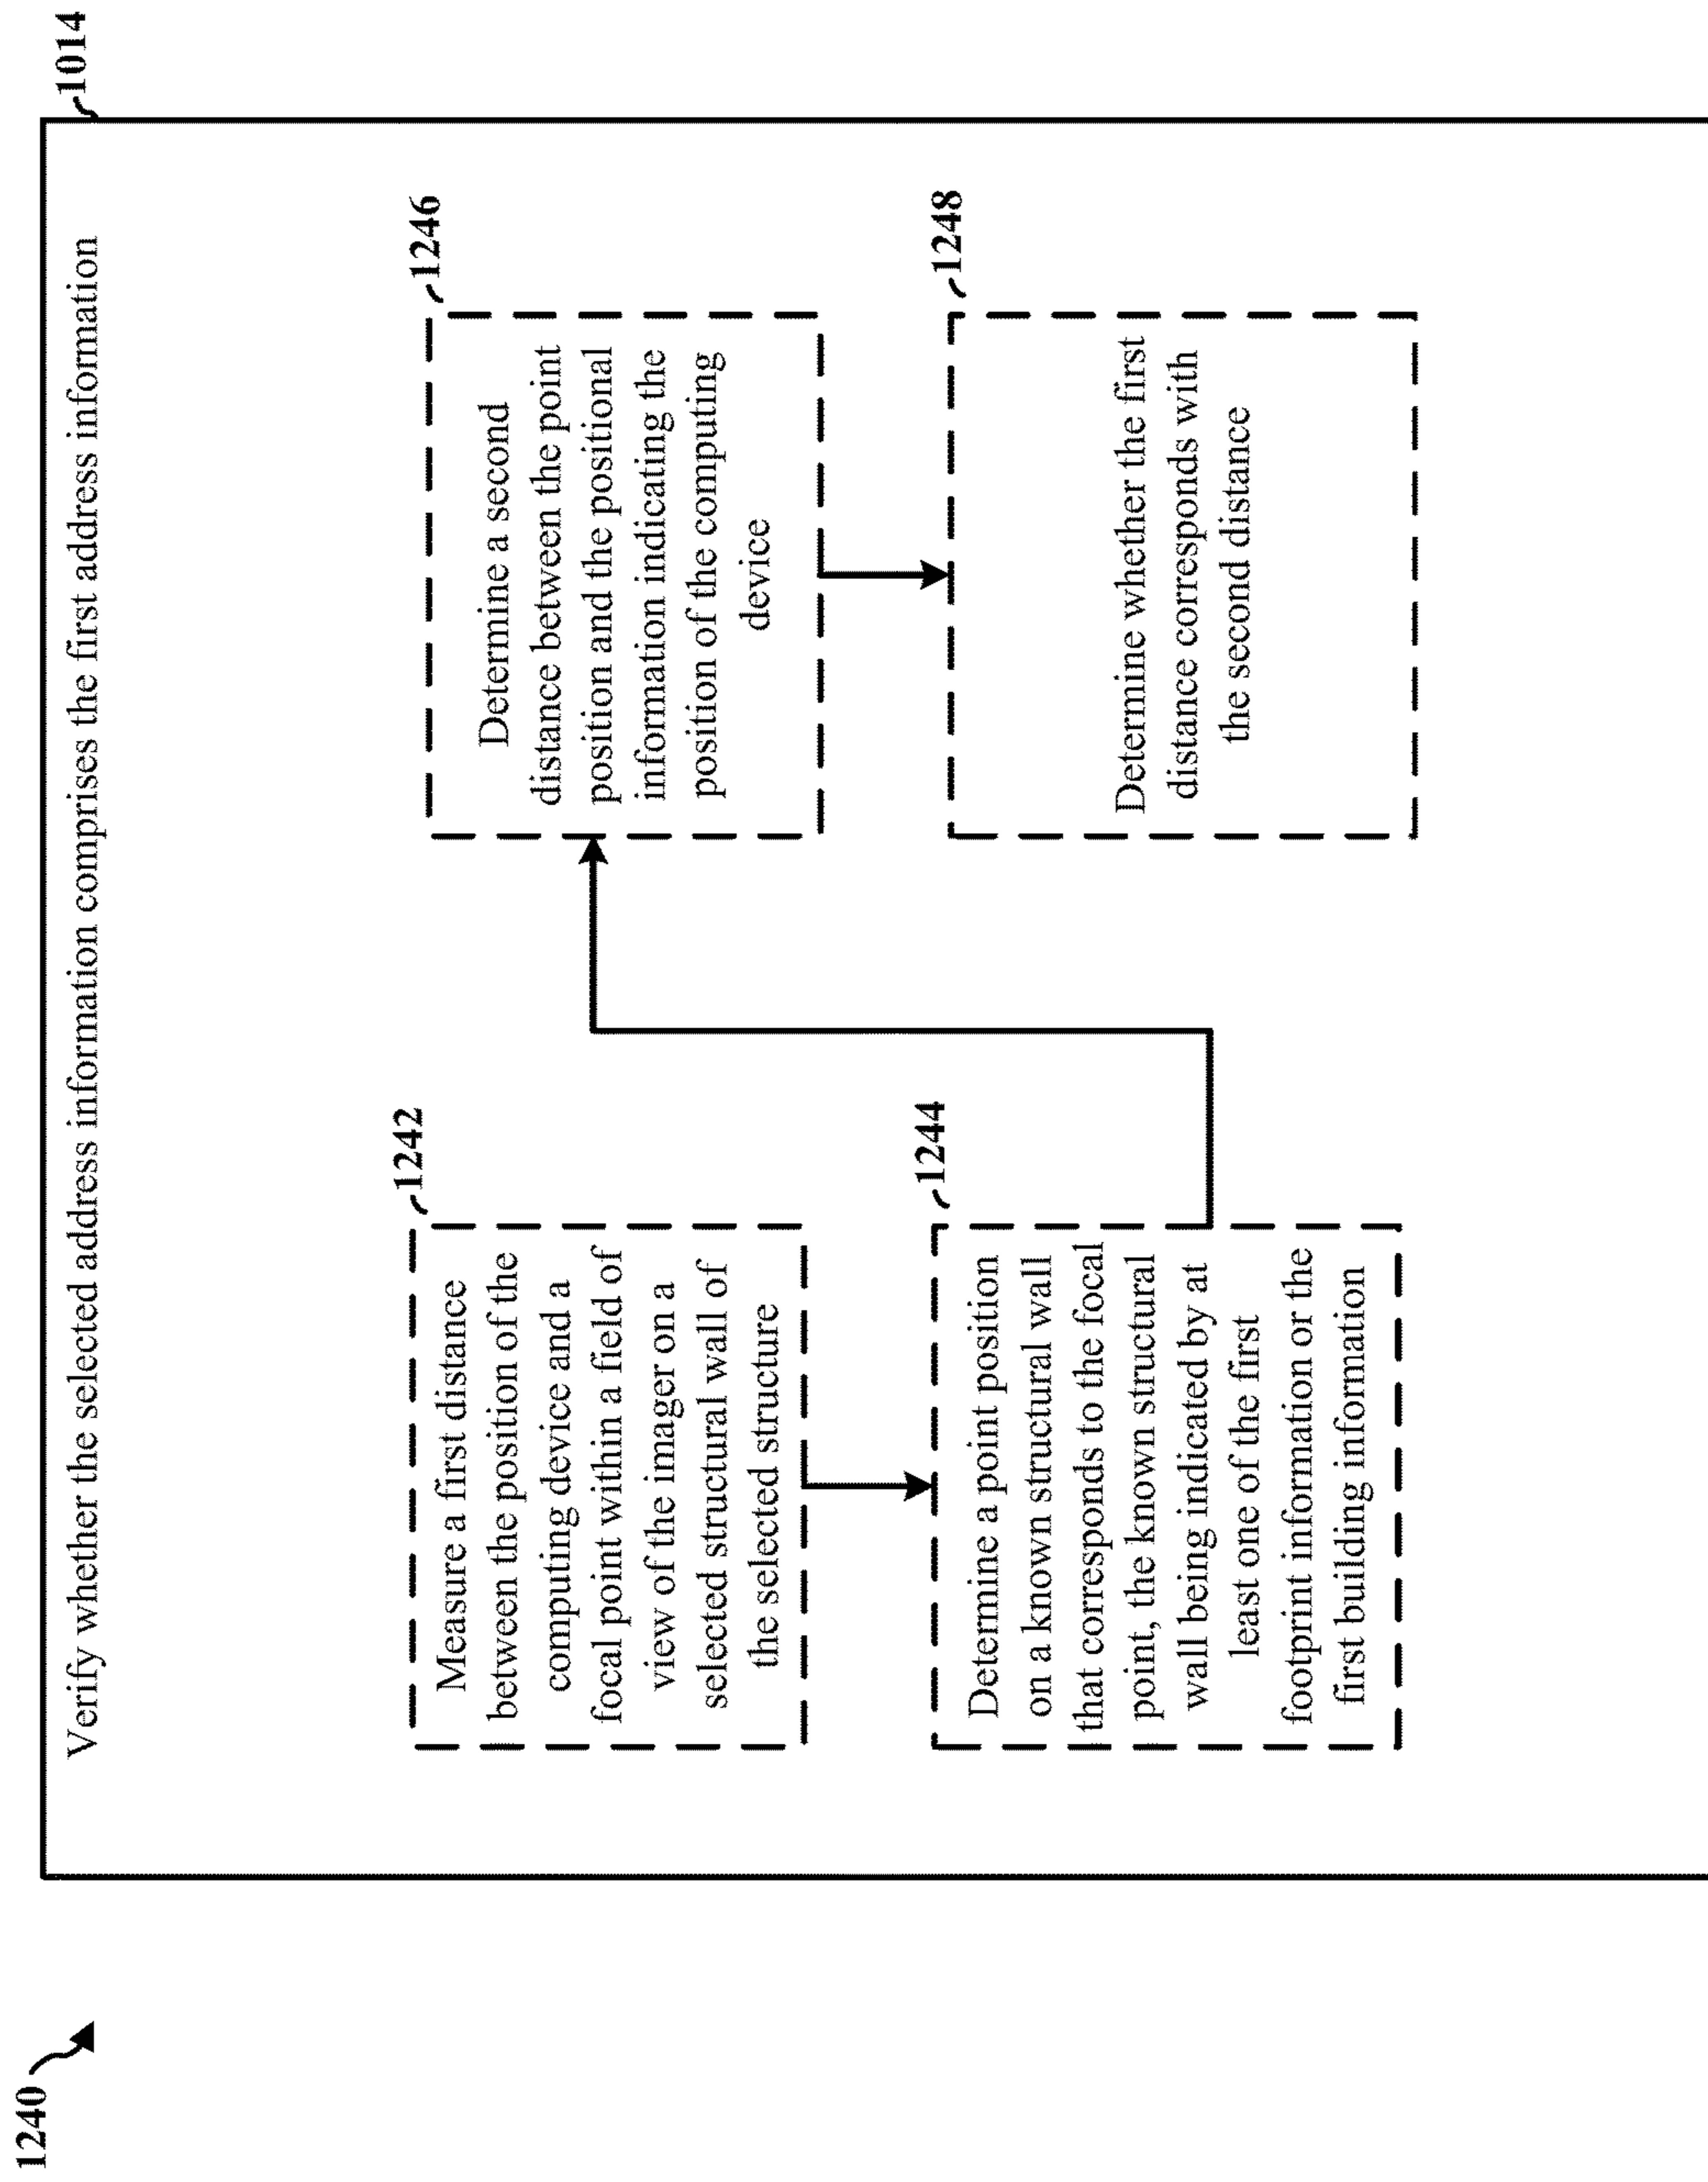 1240
1014
Verify whether the selected address information comprises the first address information
1242
Measure a first distance
between the position of the
computing device and a
focal point within a field of
view of the imager on a
selected structural wall of
the selected structure
1244
Determine a point position
on a known structural wall
that corresponds to the focal
point, the known structural
wall being indicated by at
least one of the first
footprint information or the
first building information
1246
Determine a second
distance between the point
position and the positional
information indicating the
position of the computing
device
1248
Determine whether the first
distance corresponds with
the second distance